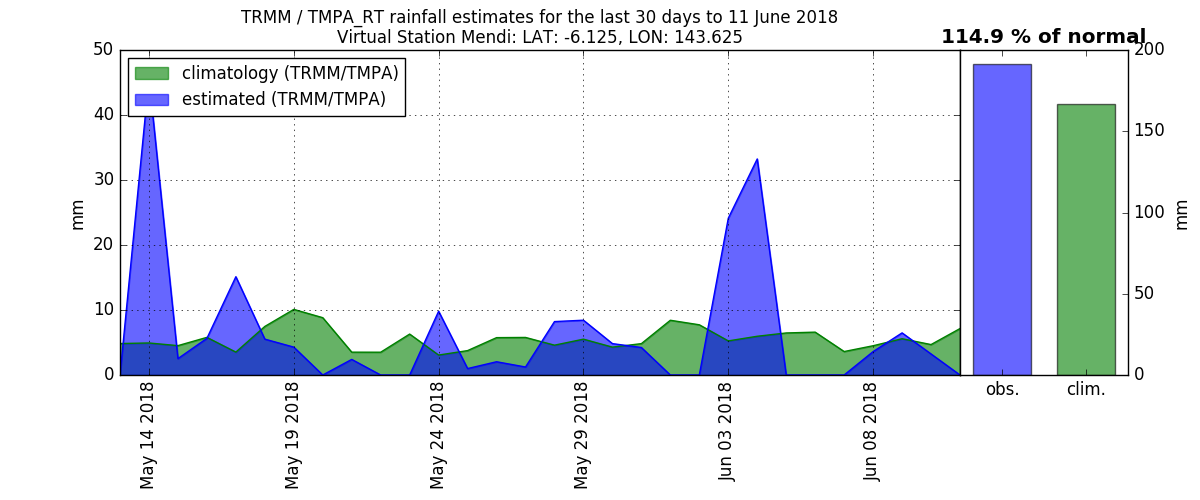 TRMM / TMPA_RT rainfall estimates for the last 30 days to 11 June 2018
Virtual Station Mendi: LAT: -6.125, LON: 143.625
114.9 % of normal
climatology (TRMM/TMPA)
estimated (TRMM/TMPA)
50
40
30
20
10
0
mm
May 14 2018
May 19 2018
May 24 2018
May 29 2018
Jun 03 2018
Jun 08 2018
obs.
clim.
200
150
100
50
0
mm